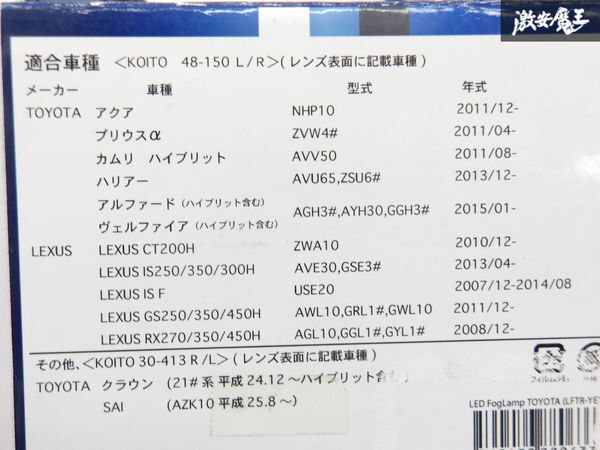 激安魔王
適合車種 <KOITO 48-150 L/R>(レンズ表面に記載車種)
メーカー 車種 型式 年式
TOYOTA アクア NHP10 2011/12-
プリウスα ZVW4# 2011/04-
カムリ ハイブリット AVV50 2011/08-
ハリアー AVU65,ZSU6# 2013/12-
アルファード(ハイブリット含む)
AGH3#,AYH30,GGH3# 2015/01-
ヴェルファイア(ハイブリット含む)
LEXUS LEXUS CT200H ZWA10 2010/12-
LEXUS IS250/350/300H AVE30,GSE3# 2013/04-
LEXUS IS F USE20 2007/12-2014/08
LEXUS GS250/350/450H AWL10,GRL1#,GWL10 2011/12-
LEXUS RX270/350/450H AGL10,GGL1#,GYL1# 2008/12-
その他、<KOITO 30-413 R/L>(レンズ表面に記載車種)
TOYOTA クラウン (21#系 平成24.12~ハイブリット含む)
SAI (AZK10 平成25.8~)
LED FogLamp TOYOTA (LFTR-YE